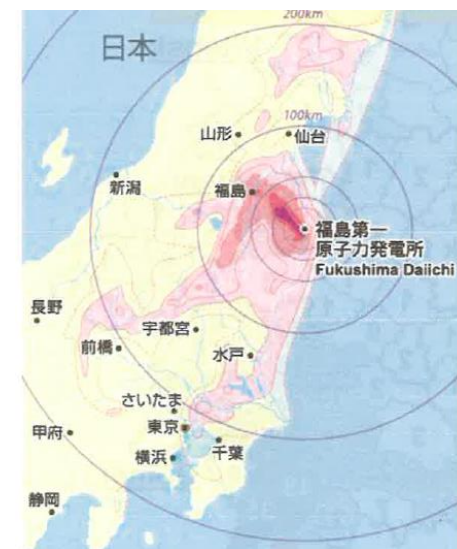 200km
日本
100km
山形
仙台
新潟
福島
福島第一
原子力発電所
Fukushima Daiichi
長野
宇都宮
前橋
水戸
さいたま
東京
甲府
千葉
横浜
静岡